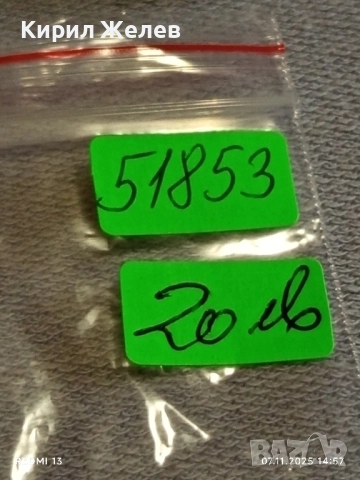 Кирил Желев
51853
20 лв
REDMI 13
07.11.2025 14:57
BAZAR